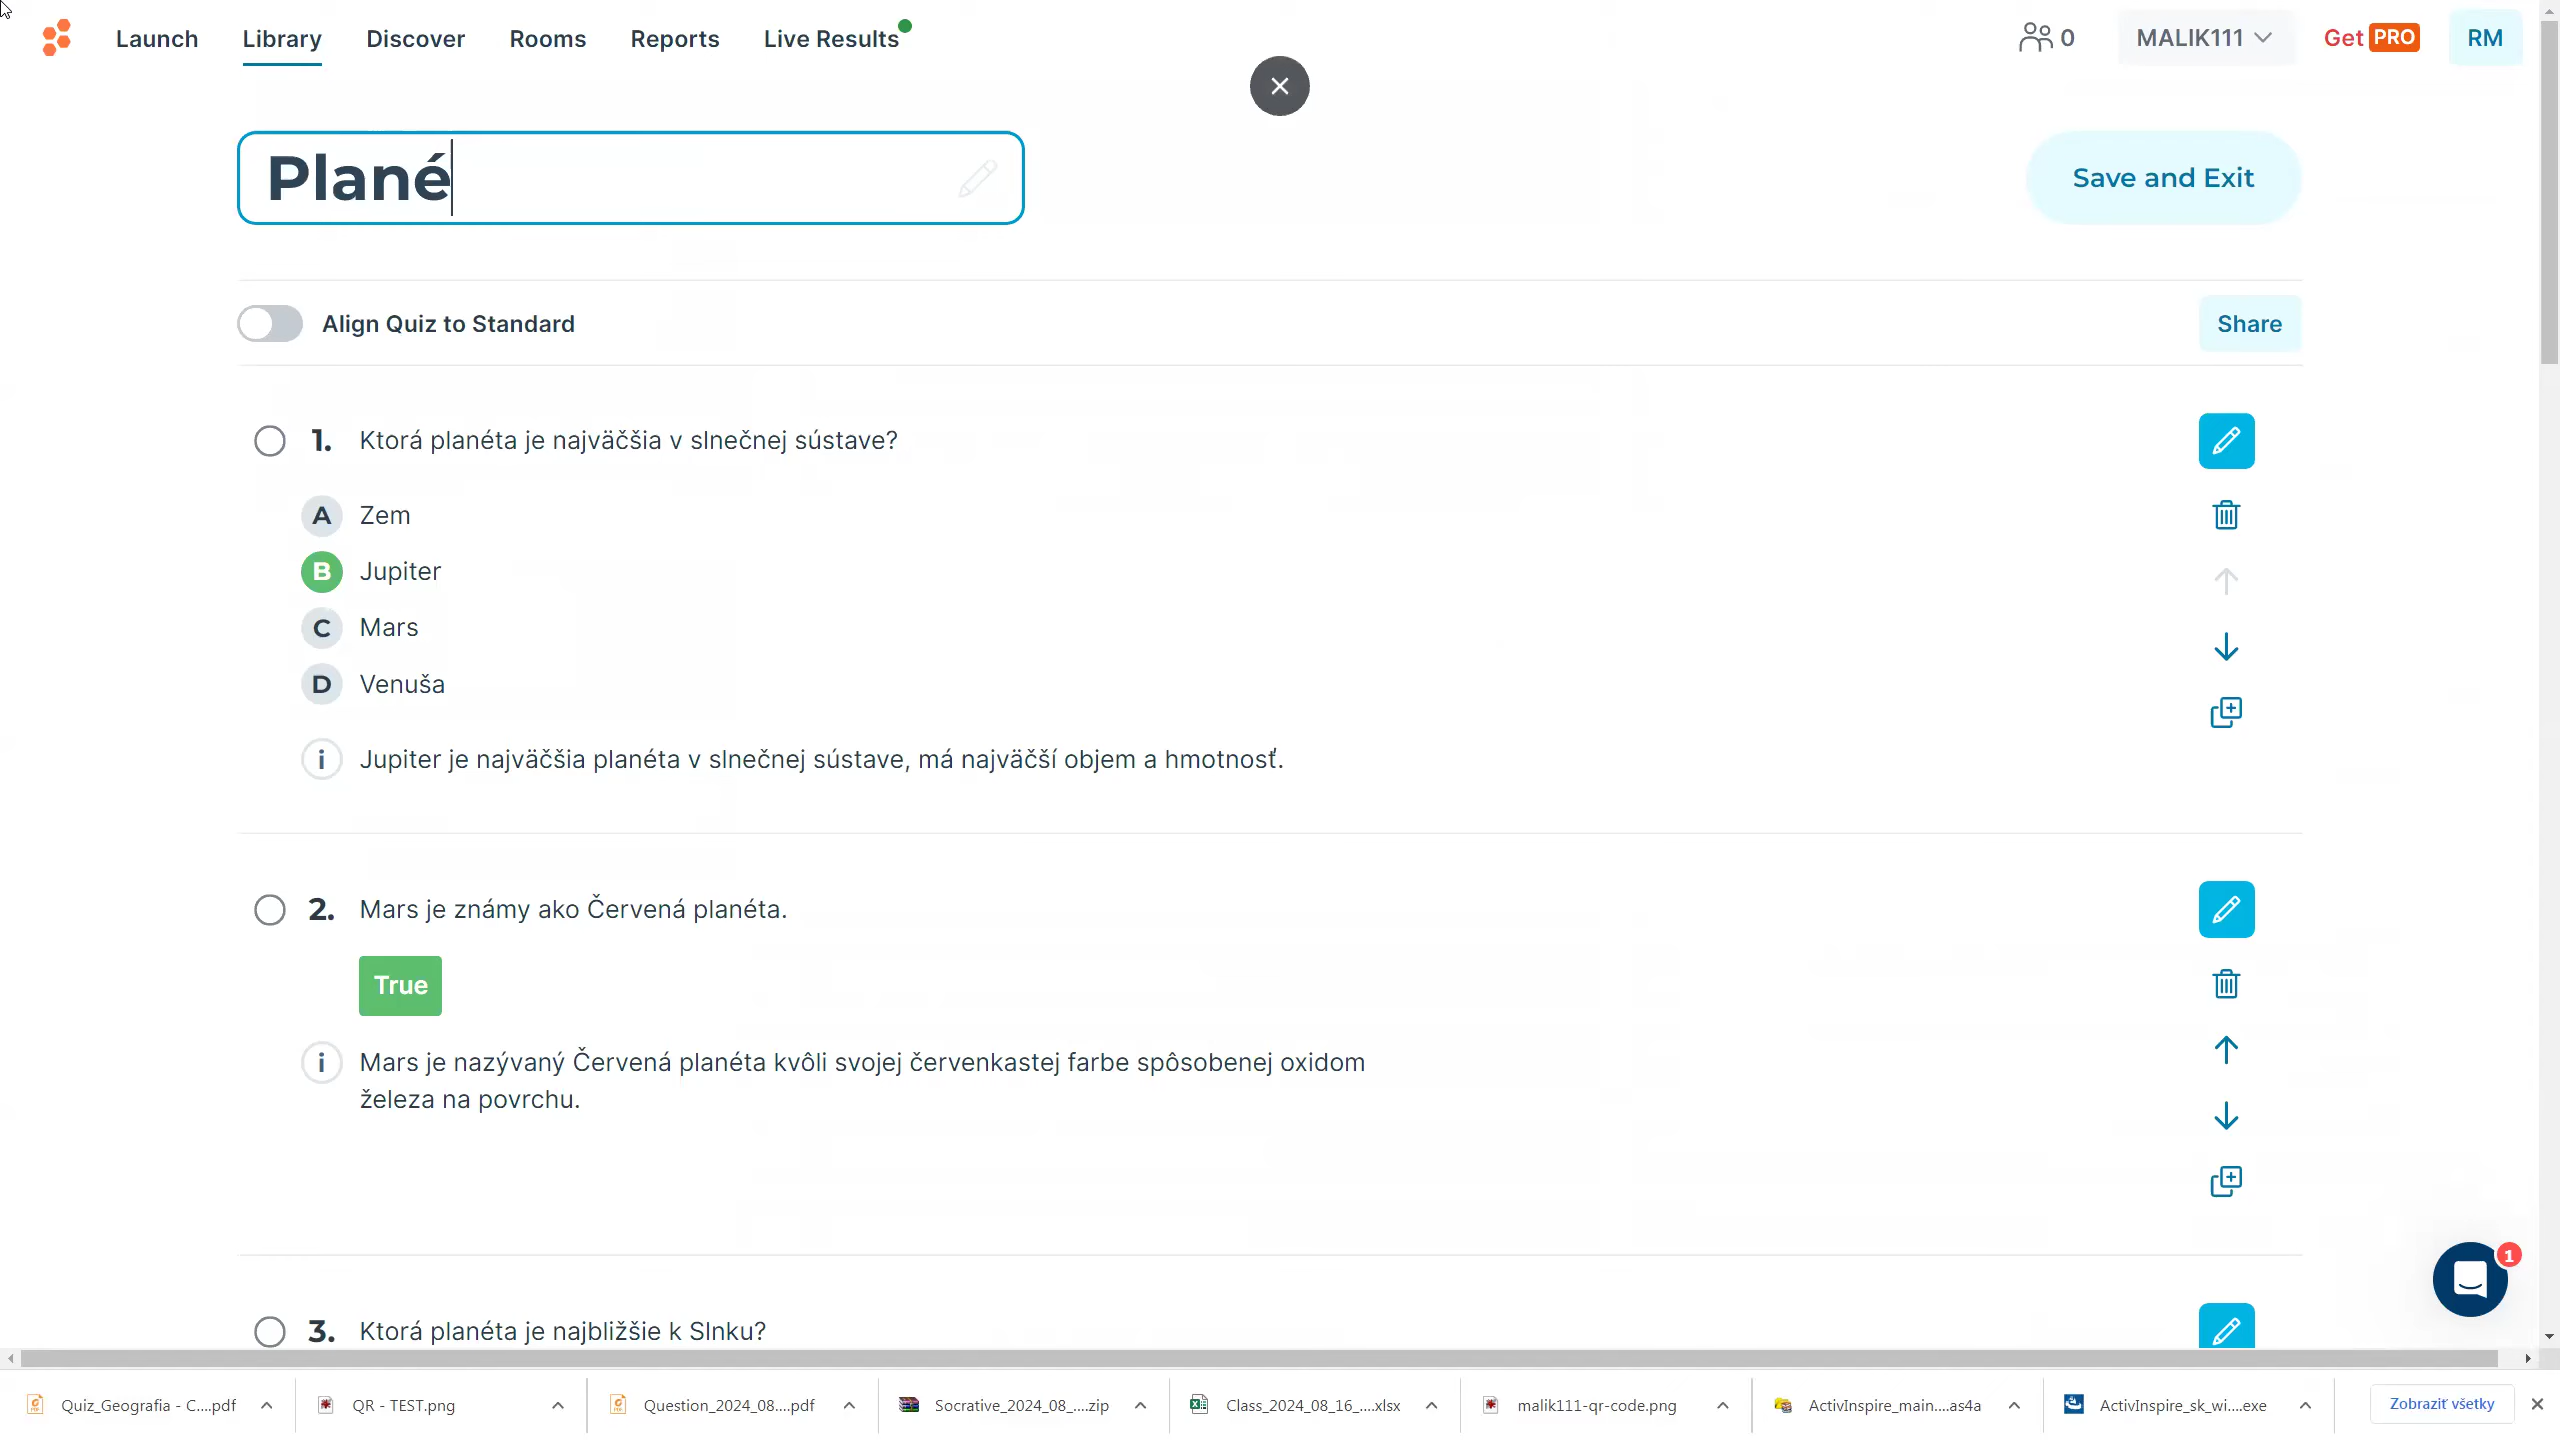 Launch Library Discover Rooms Reports Live Results 0 MALIK111 Get PRO RM
Plané
Save and Exit
Align Quiz to Standard
Share
1. Ktorá planéta je najväčšia v slnečnej sústave?
A Zem
B Jupiter
C Mars
D Venuša
i Jupiter je najväčšia planéta v slnečnej sústave, má najväčší objem a hmotnosť.
2. Mars je známy ako Červená planéta.
True
i Mars je nazývaný Červená planéta kvôli svojej červenkastej farbe spôsobenej oxidom
železa na povrchu.
1
3. Ktorá planéta je najbližšie k Slnku?
Quiz_Geografia - C....pdf QR - TEST.png Question_2024_08....pdf Socrative_2024_08_....zip Class_2024_08_16_....xlsx malik111-qr-code.png ActivInspire_main....as4a ActivInspire_sk_wi....exe Zobraziť všetky